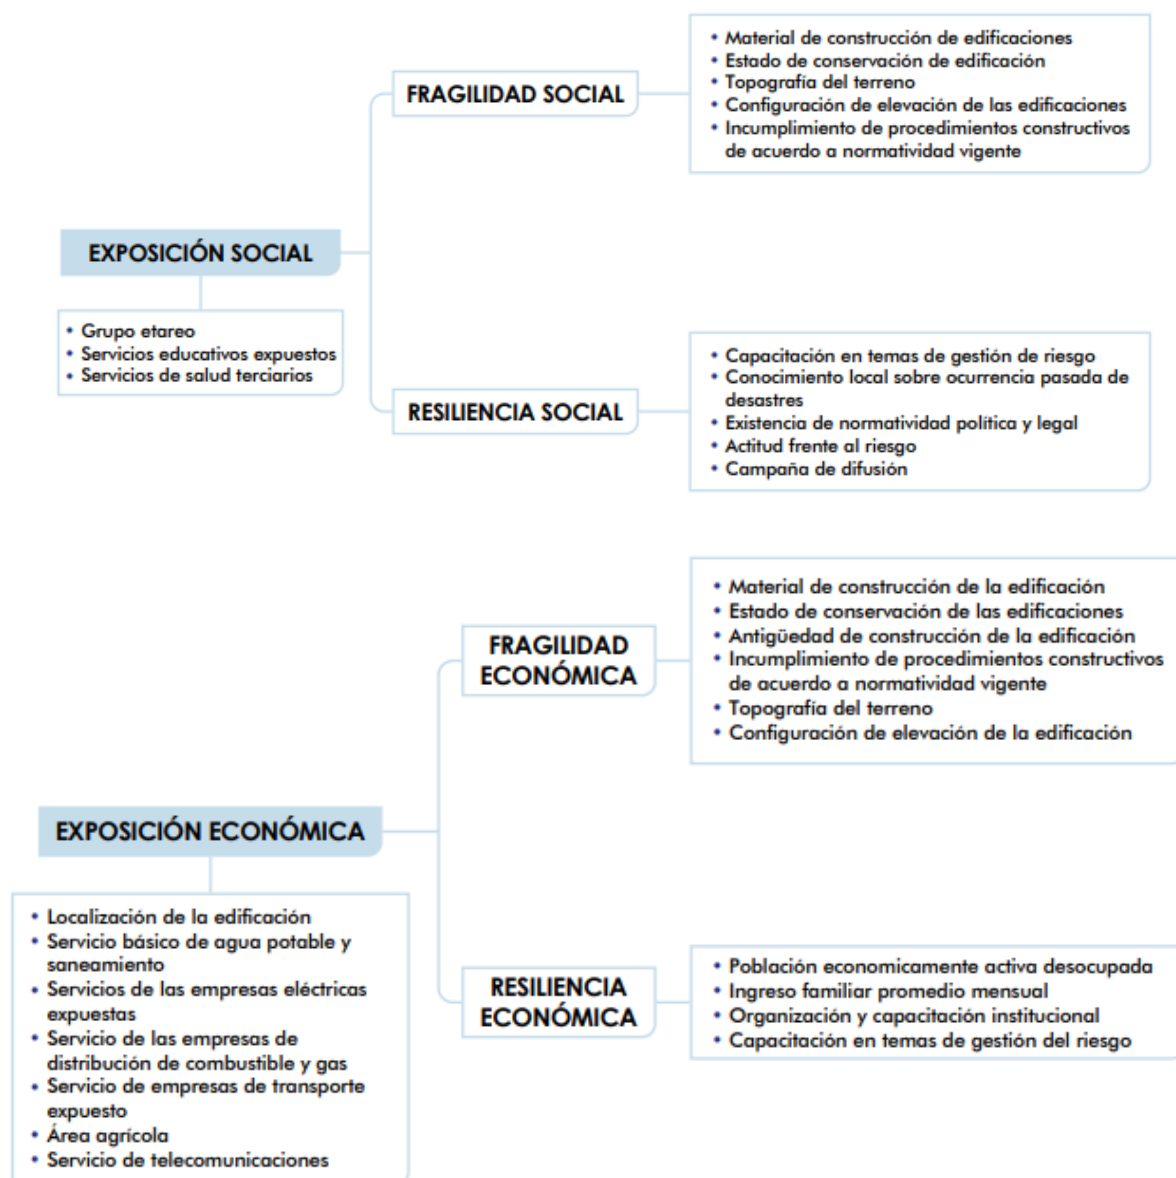 • Material de construcción de edificaciones
• Estado de conservación de edificación
• Topografía del terreno
• Configuración de elevación de las edificaciones
• Incumplimiento de procedimientos constructivos
de acuerdo a normatividad vigente
FRAGILIDAD SOCIAL
EXPOSICIÓN SOCIAL
• Grupo etareo
• Servicios educativos expuestos
• Servicios de salud terciarios
RESILIENCIA SOCIAL
• Capacitación en temas de gestión de riesgo
• Conocimiento local sobre ocurrencia pasada de
desastres
• Existencia de normatividad política y legal
• Actitud frente al riesgo
• Campaña de difusión
FRAGILIDAD
ECONÓMICA
• Material de construcción de la edificación
• Estado de conservación de las edificaciones
• Antigüedad de construcción de la edificación
• Incumplimiento de procedimientos constructivos
de acuerdo a normatividad vigente
• Topografía del terreno
• Configuración de elevación de la edificación
EXPOSICIÓN ECONÓMICA
• Localización de la edificación
• Servicio básico de agua potable y
saneamiento
• Servicios de las empresas eléctricas
expuestas
• Servicio de las empresas de
distribución de combustible y gas
• Servicio de empresas de transporte
expuesto
• Área agrícola
• Servicio de telecomunicaciones
RESILIENCIA
ECONÓMICA
• Población economicamente activa desocupada
• Ingreso familiar promedio mensual
• Organización y capacitación institucional
• Capacitación en temas de gestión del riesgo